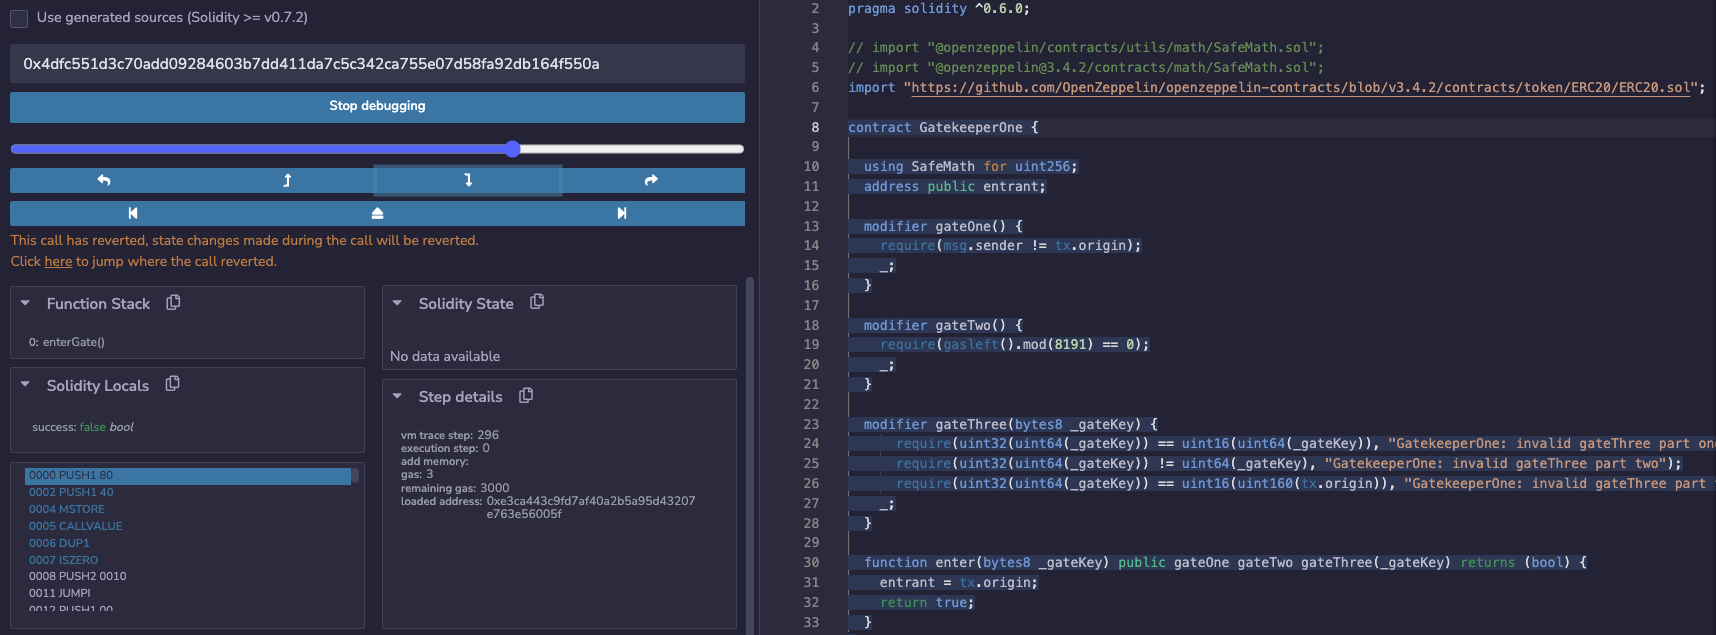 Use generated sources (Solidity >= v0.7.2)
0x4dfc551d3c70add09284603b7dd411da7c5c342ca755e07d58fa92db164f550a
Stop debugging
This call has reverted, state changes made during the call will be reverted.
Click here to jump where the call reverted.
Function Stack
0: enterGate()
Solidity Locals
success: false bool
0000 PUSH1 80
0002 PUSH1 40
0004 MSTORE
0005 CALLVALUE
0006 DUP1
0007 ISZERO
0008 PUSH2 0010
0011 JUMPI
0012 PUSH1 00
Solidity State
No data available
Step details
vm trace step: 296
execution step: 0
add memory:
gas: 3
remaining gas: 3000
loaded address: 0xe3ca443c9fd7af40a2b5a95d43207
e763e56005f
2 pragma solidity ^0.6.0;
3
4 // import "@openzeppelin/contracts/utils/math/SafeMath.sol";
5 // import "@openzeppelin@3.4.2/contracts/math/SafeMath.sol";
6 import "https://github.com/OpenZeppelin/openzeppelin-contracts/blob/v3.4.2/contracts/token/ERC20/ERC20.sol";
7
8 contract GatekeeperOne {
9
10 using SafeMath for uint256;
11 address public entrant;
12
13 modifier gateOne() {
14 require(msg.sender != tx.origin);
15 _;
16 }
17
18 modifier gateTwo() {
19 require(gasleft().mod(8191) == 0);
20 _;
21 }
22
23 modifier gateThree(bytes8 _gateKey) {
24 require(uint32(uint64(_gateKey)) == uint16(uint64(_gateKey)), "GatekeeperOne: invalid gateThree part on
25 require(uint32(uint64(_gateKey)) != uint64(_gateKey), "GatekeeperOne: invalid gateThree part two");
26 require(uint32(uint64(_gateKey)) == uint16(uint160(tx.origin)), "GatekeeperOne: invalid gateThree part
27 _;
28 }
29
30 function enter(bytes8 _gateKey) public gateOne gateTwo gateThree(_gateKey) returns (bool) {
31 entrant = tx.origin;
32 return true;
33 }